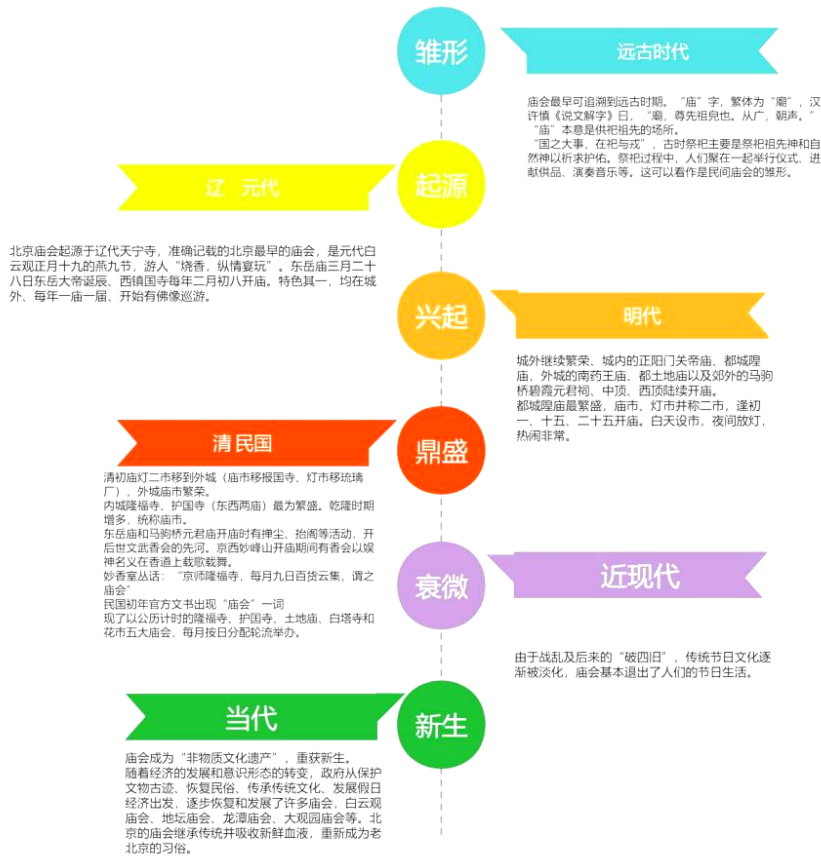 雏形
远古时代
庙会最早可追溯到远古时期。“庙”字，繁体为“廟”，汉
许慎《说文解字》曰，“廟，尊先祖皃也。从广，朝声。”
“庙”本意是供祀祖先的场所。
“国之大事，在祀与戎”，古时祭祀主要是祭祀祖先神和自
然神以祈求护佑。祭祀过程中，人们聚在一起举行仪式、进
献供品、演奏音乐等。这可以看作是民间庙会的雏形。
辽 元代
起源
北京庙会起源于辽代天宁寺，准确记载的北京最早的庙会，是元代白
云观正月十九的燕九节，游人“烧香，纵情宴玩”。东岳庙三月二十
八日东岳大帝诞辰、西镇国寺每年二月初八开庙。特色其一，均在城
外、每年一庙一届、开始有佛像巡游。
兴起
明代
城外继续繁荣、城内的正阳门关帝庙、都城隍
庙，外城的南药王庙、都土地庙以及郊外的马驹
桥碧霞元君祠、中顶、西顶陆续开庙。
都城隍庙最繁盛，庙市、灯市并称二市，逢初
一、十五、二十五开庙。白天设市，夜间放灯，
热闹非常。
清 民国
鼎盛
清初庙灯二市移到外城（庙市移报国寺、灯市移琉璃
厂），外城庙市繁荣。
内城隆福寺、护国寺（东西两庙）最为繁盛。乾隆时期
增多，统称庙市。
东岳庙和马驹桥元君庙开庙时有掸尘、抬阁等活动，开
后世文武香会的先河。京西妙峰山开庙期间有香会以娱
神名义在香道上载歌载舞。
妙香室丛话：“京师隆福寺，每月九日百货云集，谓之
庙会”
民国初年官方文书出现“庙会”一词
现了以公历计时的隆福寺、护国寺、土地庙、白塔寺和
花市五大庙会，每月按日分配轮流举办。
衰微
近现代
由于战乱及后来的“破四旧”，传统节日文化逐
渐被淡化，庙会基本退出了人们的节日生活。
当代
新生
庙会成为“非物质文化遗产”，重获新生。
随着经济的发展和意识形态的转变，政府从保护
文物古迹、恢复民俗、传承传统文化、发展假日
经济出发，逐步恢复和发展了许多庙会，白云观
庙会、地坛庙会、龙潭庙会、大观园庙会等。北
京的庙会继承传统并吸收新鲜血液，重新成为老
北京的习俗。